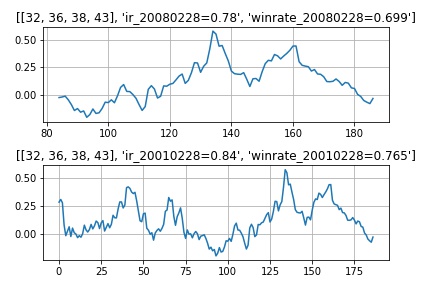 [[32, 36, 38, 43], 'ir_20080228=0.78', 'winrate_20080228=0.699']
0.50
0.25
0.00
80 100 120 140 160 180
[[32, 36, 38, 43], 'ir_20010228=0.84', 'winrate_20010228=0.765']
0.50
0.25
0.00
0 25 50 75 100 125 150 175